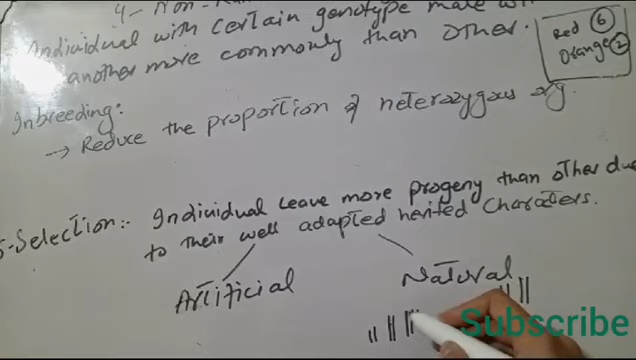 4- Non-
Individual with certain genotype mate
another more commonly than other.
Red 6
Orange 2
Inbreeding:
→ Reduce the proportion of heterozygous org.
5-Selection:- Individual leave more progeny than other due
to their well adapted herited characters.
Artificial
Natural
Subscribe